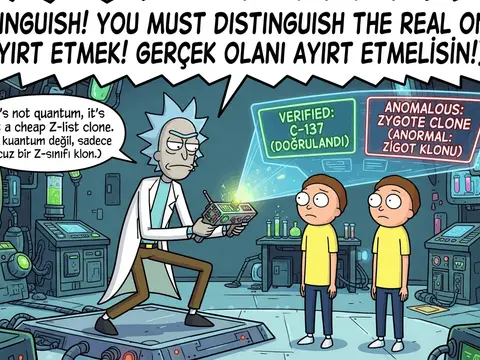 INGUISH! YOU MUST DISTINGUISH THE REAL ON
YIRT ETMEK! GERÇEK OLANI AYIRT ETMELİSİN!
's not quantum, it's
a cheap Z-list clone.
kuantum değil, sadece
cuz bir Z-sınıfı klon.)
VERIFIED:
C-137
(DOĞRULANDI)
ANOMALOUS:
ZYGOTE CLONE
(ANORMAL:
ZİGOT KLONU)